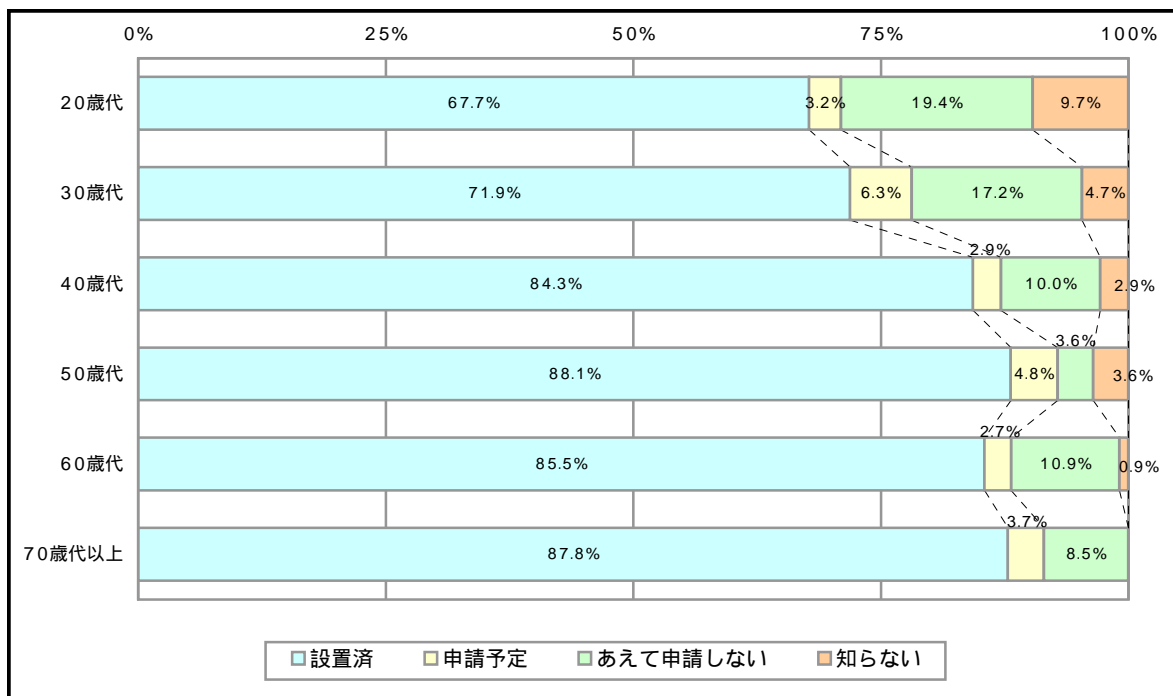 0% 25% 50% 75% 100%
20歳代 67.7% 3.2% 19.4% 9.7%
30歳代 71.9% 6.3% 17.2% 4.7%
2.9%
40歳代 84.3% 10.0% 2.9%
3.6%
50歳代 88.1% 4.8% 3.6%
2.7%
60歳代 85.5% 10.9% 0.9%
3.7%
70歳代以上 87.8% 8.5%
設置済 申請予定 あえて申請しない 知らない